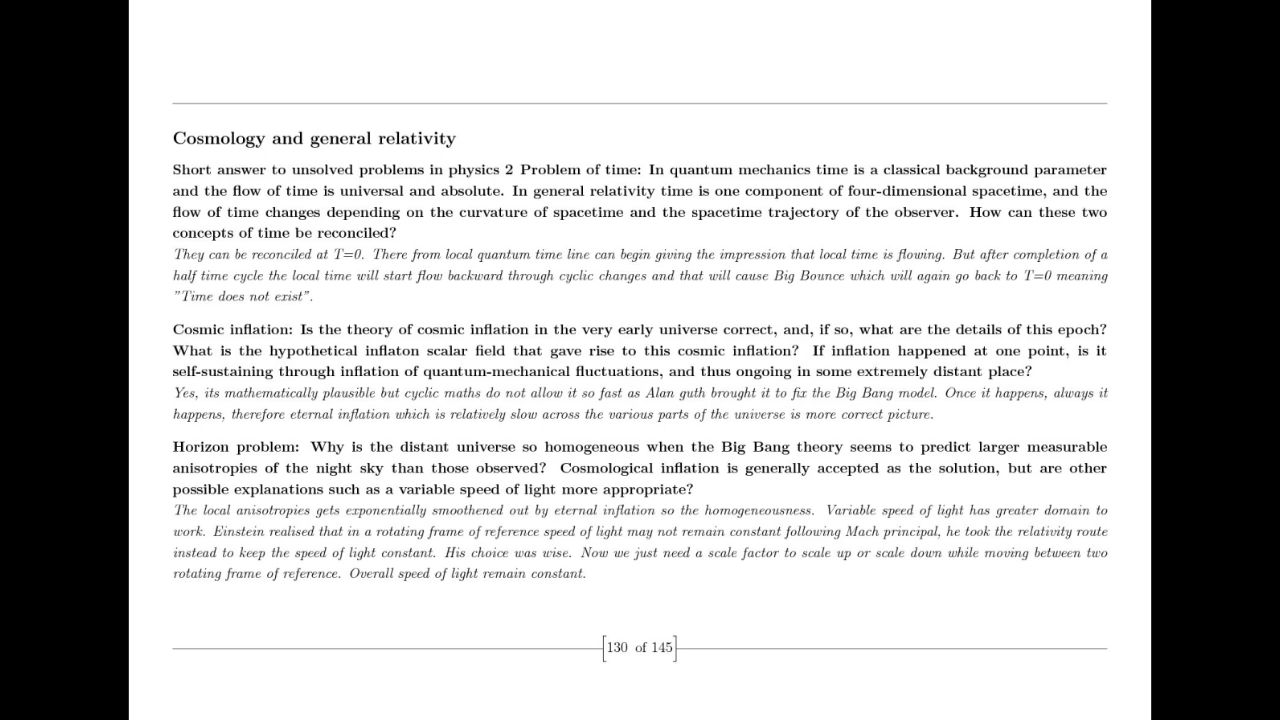 Cosmology and general relativity
Short answer to unsolved problems in physics 2 Problem of time: In quantum mechanics time is a classical background parameter
and the flow of time is universal and absolute. In general relativity time is one component of four-dimensional spacetime, and the
flow of time changes depending on the curvature of spacetime and the spacetime trajectory of the observer. How can these two
concepts of time be reconciled?
They can be reconciled at T=0. There from local quantum time line can begin giving the impression that local time is flowing. But after completion of a
half time cycle the local time will start flow backward through cyclic changes and that will cause Big Bounce which will again go back to T=0 meaning
"Time does not exist".
Cosmic inflation: Is the theory of cosmic inflation in the very early universe correct, and, if so, what are the details of this epoch?
What is the hypothetical inflaton scalar field that gave rise to this cosmic inflation? If inflation happened at one point, is it
self-sustaining through inflation of quantum-mechanical fluctuations, and thus ongoing in some extremely distant place?
Yes, its mathematically plausible but cyclic maths do not allow it so fast as Alan guth brought it to fix the Big Bang model. Once it happens, always it
happens, therefore eternal inflation which is relatively slow across the various parts of the universe is more correct picture.
Horizon problem: Why is the distant universe so homogeneous when the Big Bang theory seems to predict larger measurable
anisotropies of the night sky than those observed? Cosmological inflation is generally accepted as the solution, but are other
possible explanations such as a variable speed of light more appropriate?
The local anisotropies gets exponentially smoothened out by eternal inflation so the homogeneousness. Variable speed of light has greater domain to
work. Einstein realised that in a rotating frame of reference speed of light may not remain constant following Mach principal, he took the relativity route
instead to keep the speed of light constant. His choice was wise. Now we just need a scale factor to scale up or scale down while moving between two
rotating frame of reference. Overall speed of light remain constant.
130 of 145